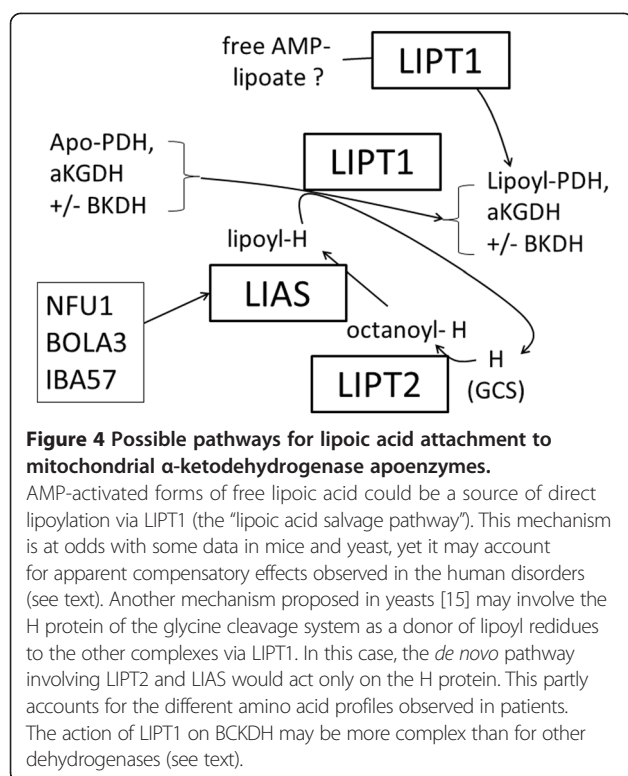 free AMP-
lipoate ?
LIPT1
Apo-PDH,
aKGDH
+/- BKDH
LIPT1
Lipoyl-PDH,
aKGDH
+/- BKDH
lipoyl-H
NFU1
BOLA3
IBA57
LIAS
octanoyl- H
LIPT2
H
(GCS)
Figure 4 Possible pathways for lipoic acid attachment to
mitochondrial α-ketodehydrogenase apoenzymes.
AMP-activated forms of free lipoic acid could be a source of direct
lipoylation via LIPT1 (the “lipoic acid salvage pathway”). This mechanism
is at odds with some data in mice and yeast, yet it may account
for apparent compensatory effects observed in the human disorders
(see text). Another mechanism proposed in yeasts [15] may involve the
H protein of the glycine cleavage system as a donor of lipoyl redidues
to the other complexes via LIPT1. In this case, the de novo pathway
involving LIPT2 and LIAS would act only on the H protein. This partly
accounts for the different amino acid profiles observed in patients.
The action of LIPT1 on BCKDH may be more complex than for other
dehydrogenases (see text).